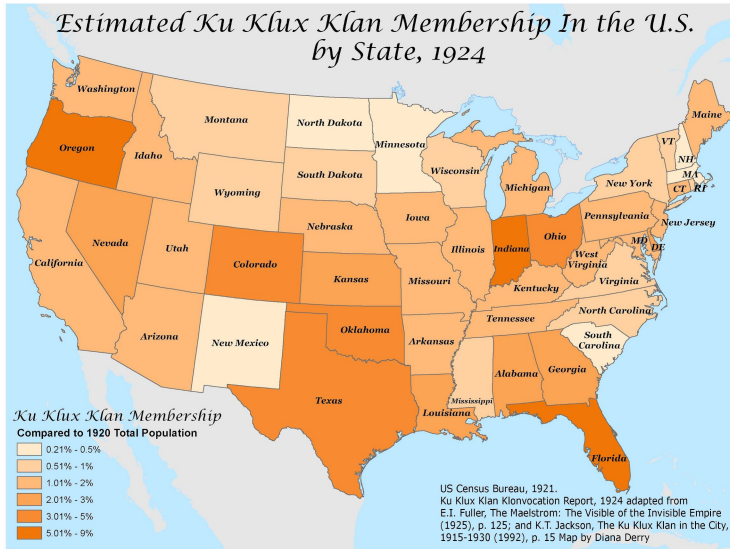 Estimated Ku Klux Klan Membership In the U.S.
by State, 1924
Washington
Montana
North Dakota
Minnesota
Maine
Oregon
Idaho
Wyoming
South Dakota
Wisconsin
Michigan
New York
VT
NH
MA
CT
RI
Nebraska
Iowa
Pennsylvania
New Jersey
Nevada
Utah
Colorado
Kansas
Missouri
Illinois
Indiana
Ohio
MD
DE
West
Virginia
Virginia
Kentucky
California
Arizona
New Mexico
Oklahoma
Arkansas
Tennessee
North Carolina
South
Carolina
Texas
Louisiana
Mississippi
Alabama
Georgia
Florida
Ku Klux Klan Membership
Compared to 1920 Total Population
0.21% - 0.5%
0.51% - 1%
1.01% - 2%
2.01% - 3%
3.01% - 5%
5.01% - 9%
US Census Bureau, 1921.
Ku Klux Klan Klonvocation Report, 1924 adapted from
E.I. Fuller, The Maelstrom: The Visible of the Invisible Empire
(1925), p. 125; and K.T. Jackson, The Ku Klux Klan in the City,
1915-1930 (1992), p. 15 Map by Diana Derry